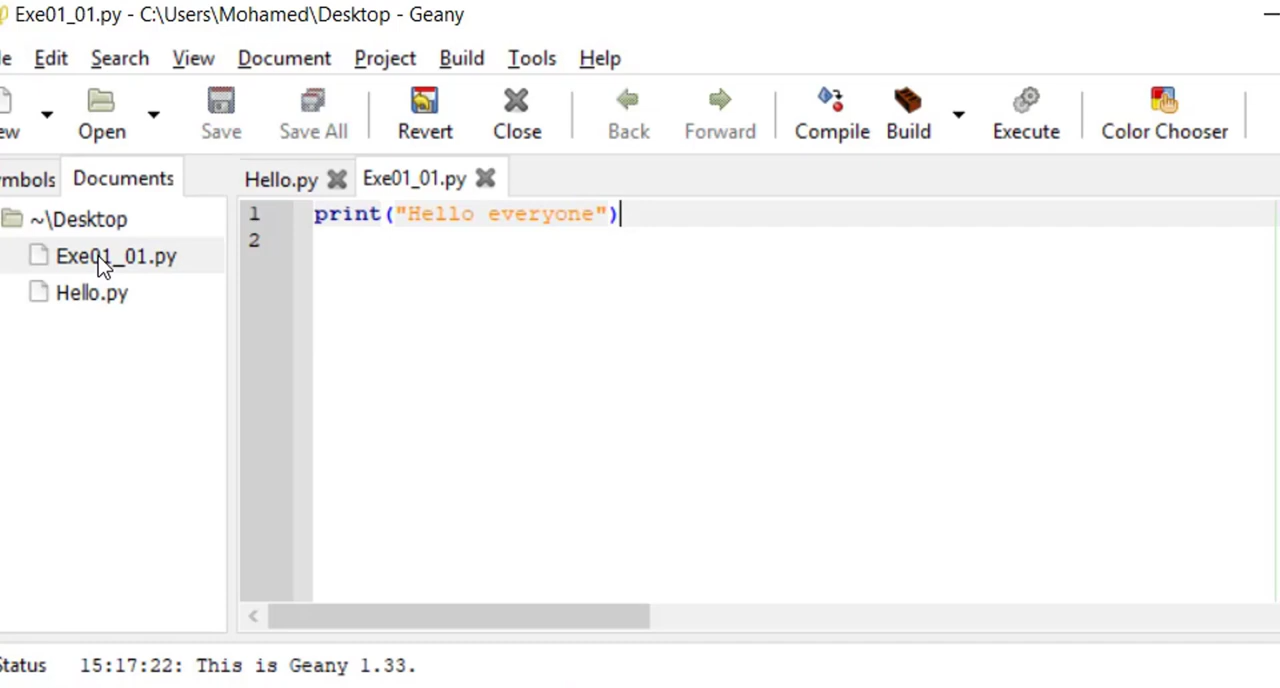 Exe01_01.py - C:\Users\Mohamed\Desktop - Geany
Edit Search View Document Project Build Tools Help
Open Save Save All Revert Close Back Forward Compile Build Execute Color Chooser
mbols Documents Hello.py Exe01_01.py
~\Desktop
Exe01_01.py
Hello.py
1 print("Hello everyone")
2
Status 15:17:22: This is Geany 1.33.